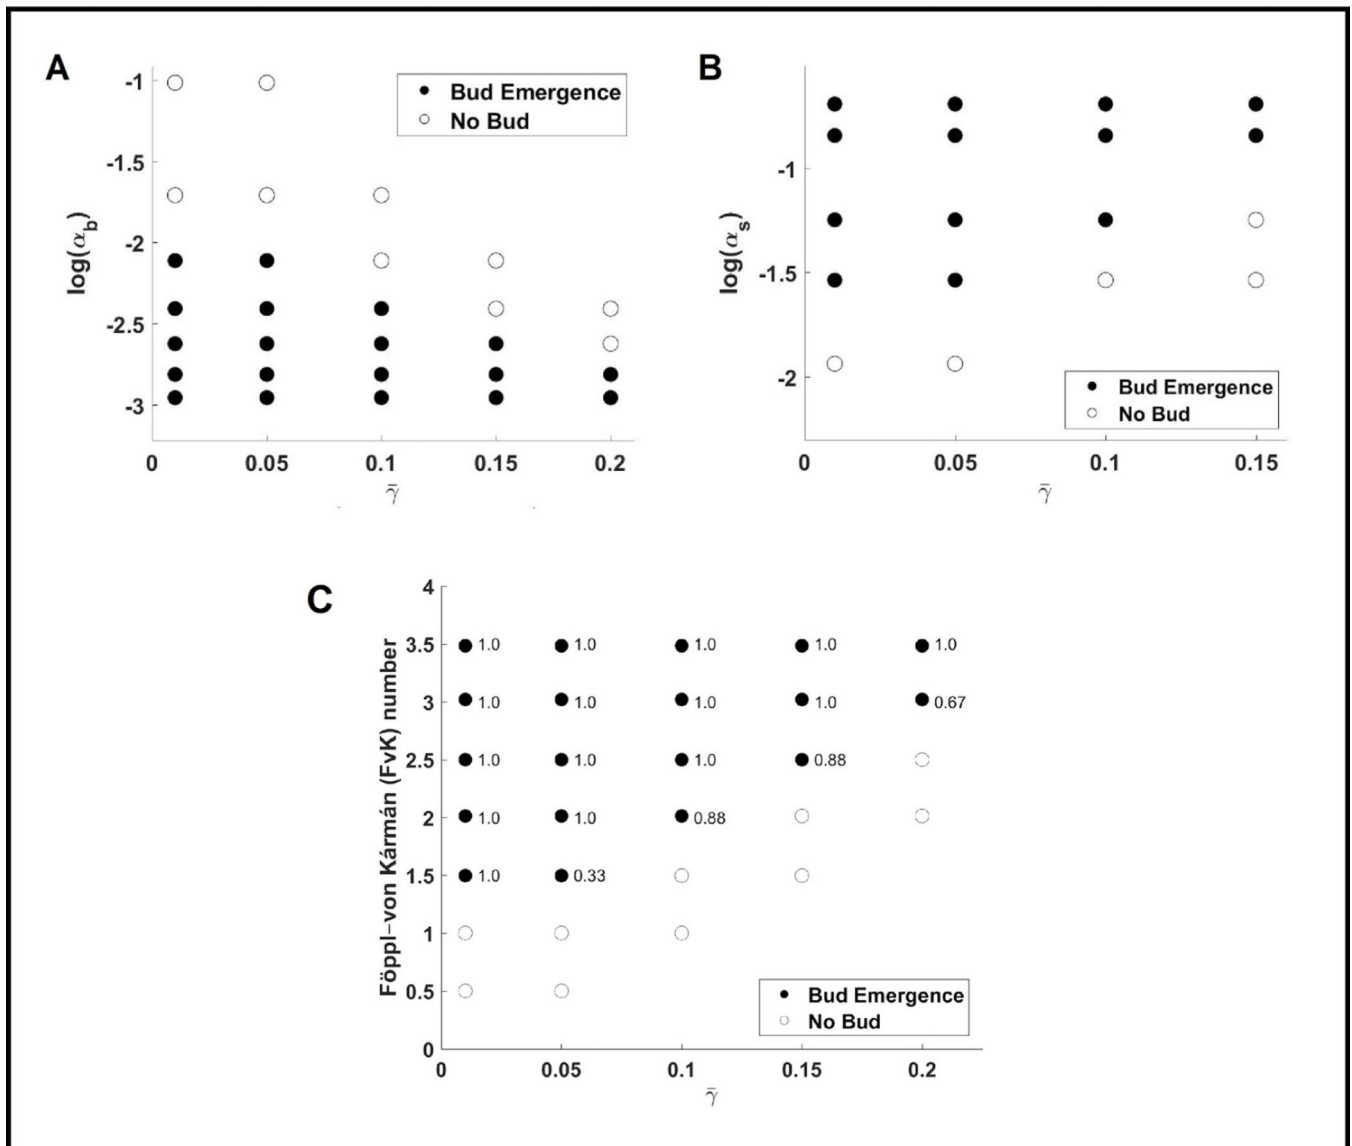 A
-1
-1.5
-2
-2.5
-3
log(α_b)
0 0.05 0.1 0.15 0.2
γ̄
Bud Emergence
No Bud
B
-1
-1.5
-2
log(α_s)
0 0.05 0.1 0.15
γ̄
Bud Emergence
No Bud
C
Föppl–von Kármán (FvK) number
4
3.5 1.0 1.0 1.0 1.0 1.0
3 1.0 1.0 1.0 1.0 0.67
2.5 1.0 1.0 1.0 0.88
2 1.0 1.0 0.88
1.5 1.0 0.33
1
0.5
0
Bud Emergence
No Bud
0 0.05 0.1 0.15 0.2
γ̄